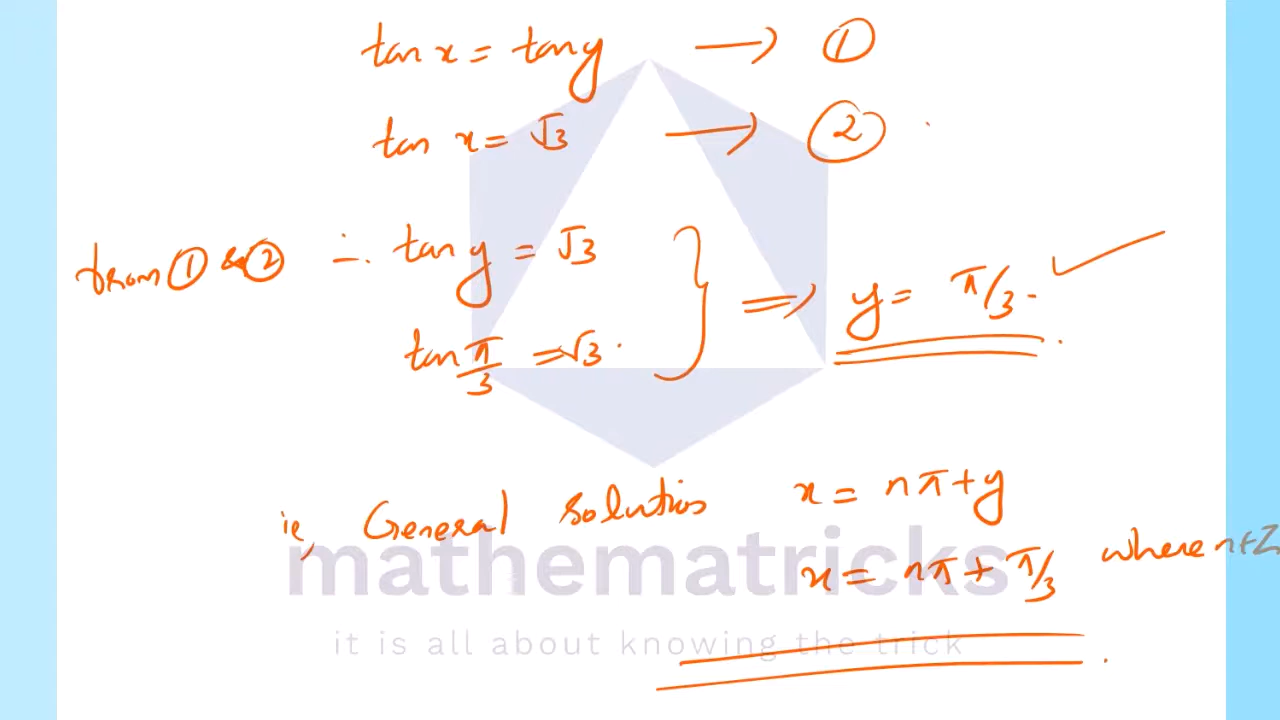 tan x = tan y → ①
tan x = √3 → ②
from ① & ② ∴ tan y = √3
tan π/3 = √3 . } ⟹ y = π/3 .
ie, General solution x = nπ + y
x = nπ + π/3 where n ∈ Z
mathematricks
it is all about knowing the trick